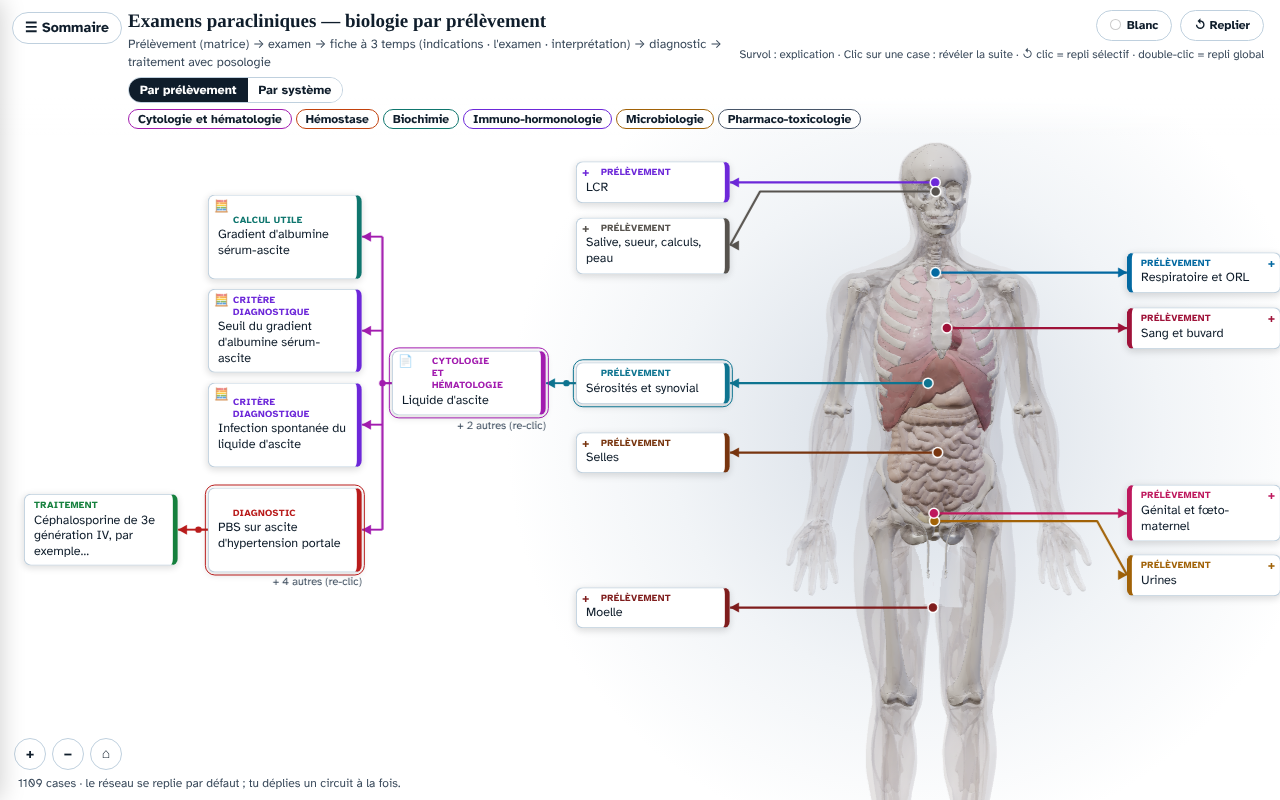 ☰ Sommaire
Examens paracliniques — biologie par prélèvement
Prélèvement (matrice) → examen → fiche à 3 temps (indications · l'examen · interprétation) → diagnostic →
traitement avec posologie
Blanc
↺ Replier
Survol : explication · Clic sur une case : révéler la suite · ↺ clic = repli sélectif · double-clic = repli global
Par prélèvement
Par système
Cytologie et hématologie
Hémostase
Biochimie
Immuno-hormonologie
Microbiologie
Pharmaco-toxicologie
+ PRÉLÈVEMENT
LCR
+ PRÉLÈVEMENT
Salive, sueur, calculs,
peau
CALCUL UTILE
Gradient d'albumine
sérum-ascite
CRITÈRE
DIAGNOSTIQUE
Seuil du gradient
d'albumine sérum-
ascite
CRITÈRE
DIAGNOSTIQUE
Infection spontanée du
liquide d'ascite
CYTOLOGIE
ET
HÉMATOLOGIE
Liquide d'ascite
+ 2 autres (re-clic)
PRÉLÈVEMENT
Sérosités et synovial
+ PRÉLÈVEMENT
Selles
TRAITEMENT
Céphalosporine de 3e
génération IV, par
exemple...
DIAGNOSTIC
PBS sur ascite
d'hypertension portale
+ 4 autres (re-clic)
+ PRÉLÈVEMENT
Moelle
PRÉLÈVEMENT +
Respiratoire et ORL
PRÉLÈVEMENT +
Sang et buvard
PRÉLÈVEMENT +
Génital et fœto-
maternel
PRÉLÈVEMENT +
Urines
+
−
⌂
1109 cases · le réseau se replie par défaut ; tu déplies un circuit à la fois.